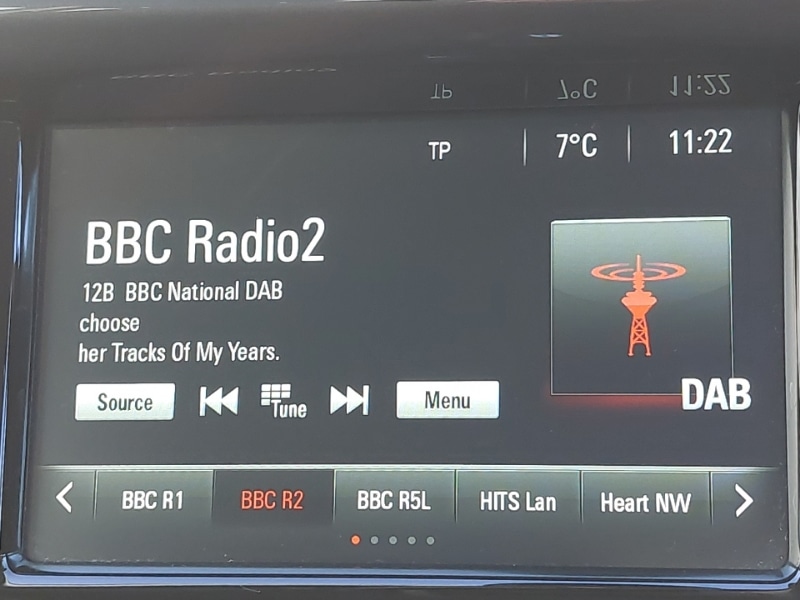 TP 7°C 11:22
BBC Radio2
12B BBC National DAB
choose
her Tracks Of My Years.
Source Tune Menu
DAB
BBC R1 BBC R2 BBC R5L HITS Lan Heart NW